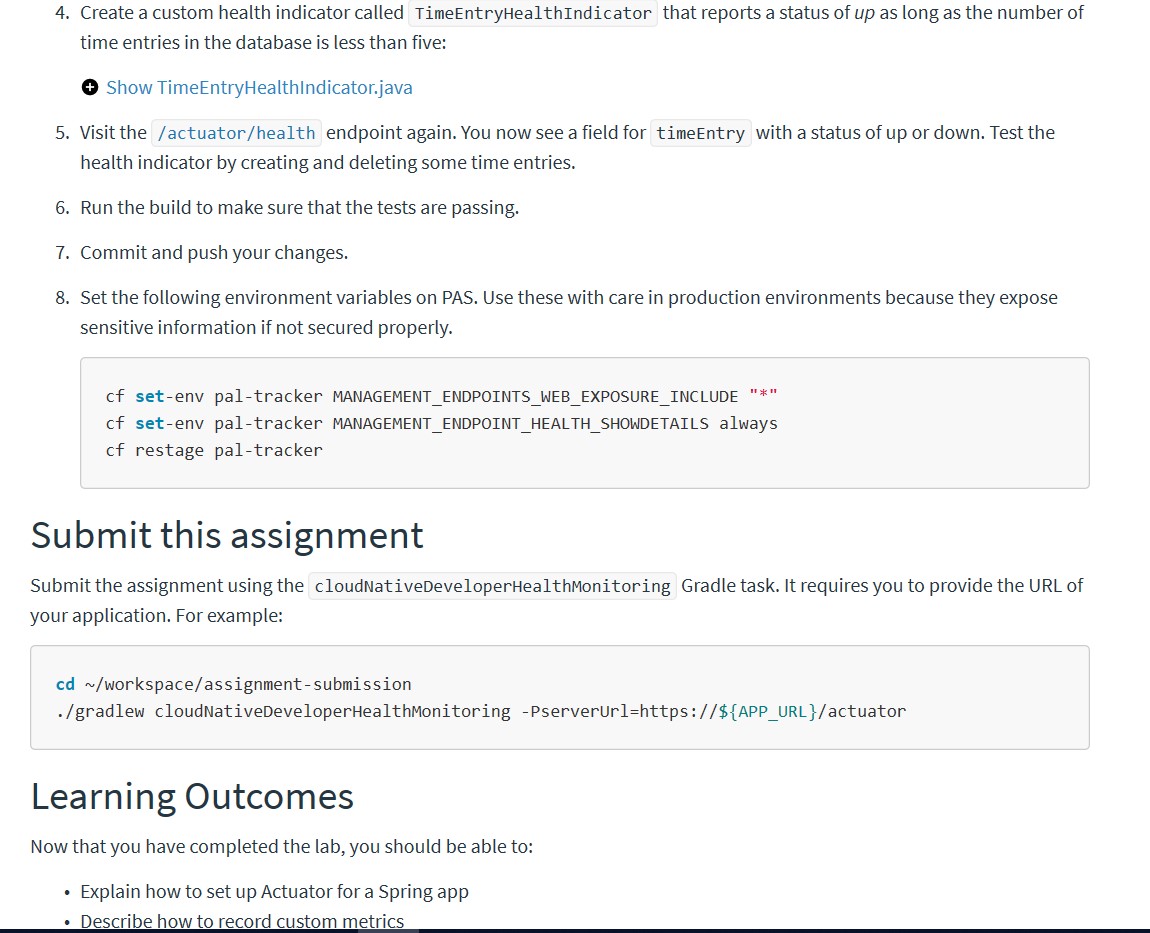 4. Create a custom health indicator called TimeEntryHealthIndicator that reports a status of up as long as the number of
time entries in the database is less than five:
Show TimeEntryHealthIndicator.java
5. Visit the /actuator/health endpoint again. You now see a field for timeEntry with a status of up or down. Test the
health indicator by creating and deleting some time entries.
6. Run the build to make sure that the tests are passing.
7. Commit and push your changes.
8. Set the following environment variables on PAS. Use these with care in production environments because they expose
sensitive information if not secured properly.
cf set-env pal-tracker MANAGEMENT_ENDPOINTS_WEB_EXPOSURE_INCLUDE "*"
cf set-env pal-tracker MANAGEMENT_ENDPOINT_HEALTH_SHOWDETAILS always
cf restage pal-tracker
Submit this assignment
Submit the assignment using the cloudNativeDeveloperHealthMonitoring Gradle task. It requires you to provide the URL of
your application. For example:
cd ~/workspace/assignment-submission
./gradlew cloudNativeDeveloperHealthMonitoring -PserverUrl=https://${APP_URL}/actuator
Learning Outcomes
Now that you have completed the lab, you should be able to:
• Explain how to set up Actuator for a Spring app
• Describe how to record custom metrics